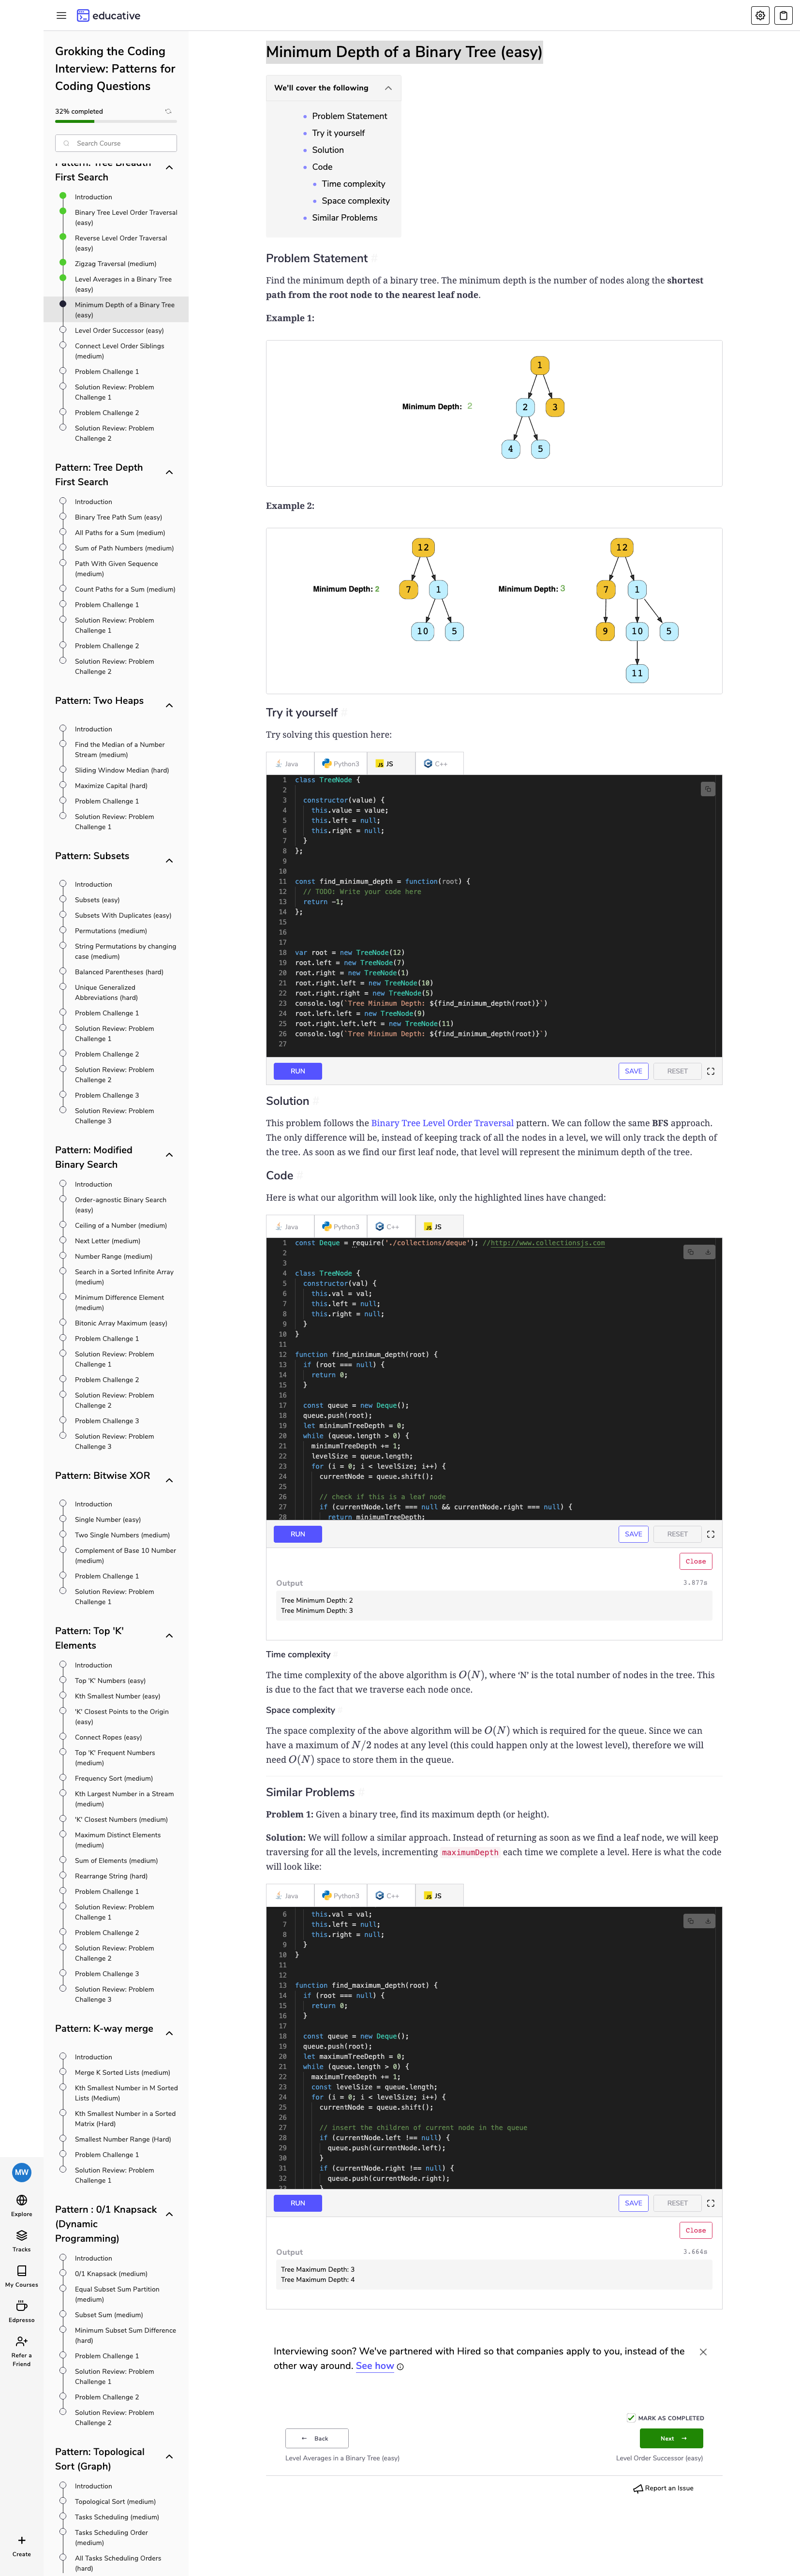 educative
Grokking the Coding
Interview: Patterns for
Coding Questions
32% completed
Search Course
Pattern: Tree Breadth
First Search
Introduction
Binary Tree Level Order Traversal
(easy)
Reverse Level Order Traversal
(easy)
Zigzag Traversal (medium)
Level Averages in a Binary Tree
(easy)
Minimum Depth of a Binary Tree
(easy)
Level Order Successor (easy)
Connect Level Order Siblings
(medium)
Problem Challenge 1
Solution Review: Problem
Challenge 1
Problem Challenge 2
Solution Review: Problem
Challenge 2
Pattern: Tree Depth
First Search
Introduction
Binary Tree Path Sum (easy)
All Paths for a Sum (medium)
Sum of Path Numbers (medium)
Path With Given Sequence
(medium)
Count Paths for a Sum (medium)
Problem Challenge 1
Solution Review: Problem
Challenge 1
Problem Challenge 2
Solution Review: Problem
Challenge 2
Pattern: Two Heaps
Introduction
Find the Median of a Number
Stream (medium)
Sliding Window Median (hard)
Maximize Capital (hard)
Problem Challenge 1
Solution Review: Problem
Challenge 1
Pattern: Subsets
Introduction
Subsets (easy)
Subsets With Duplicates (easy)
Permutations (medium)
String Permutations by changing
case (medium)
Balanced Parentheses (hard)
Unique Generalized
Abbreviations (hard)
Problem Challenge 1
Solution Review: Problem
Challenge 1
Problem Challenge 2
Solution Review: Problem
Challenge 2
Problem Challenge 3
Solution Review: Problem
Challenge 3
Pattern: Modified
Binary Search
Introduction
Order-agnostic Binary Search
(easy)
Ceiling of a Number (medium)
Next Letter (medium)
Number Range (medium)
Search in a Sorted Infinite Array
(medium)
Minimum Difference Element
(medium)
Bitonic Array Maximum (easy)
Problem Challenge 1
Solution Review: Problem
Challenge 1
Problem Challenge 2
Solution Review: Problem
Challenge 2
Problem Challenge 3
Solution Review: Problem
Challenge 3
Pattern: Bitwise XOR
Introduction
Single Number (easy)
Two Single Numbers (medium)
Complement of Base 10 Number
(medium)
Problem Challenge 1
Solution Review: Problem
Challenge 1
Pattern: Top 'K'
Elements
Introduction
Top 'K' Numbers (easy)
Kth Smallest Number (easy)
'K' Closest Points to the Origin
(easy)
Connect Ropes (easy)
Top 'K' Frequent Numbers
(medium)
Frequency Sort (medium)
Kth Largest Number in a Stream
(medium)
'K' Closest Numbers (medium)
Maximum Distinct Elements
(medium)
Sum of Elements (medium)
Rearrange String (hard)
Problem Challenge 1
Solution Review: Problem
Challenge 1
Problem Challenge 2
Solution Review: Problem
Challenge 2
Problem Challenge 3
Solution Review: Problem
Challenge 3
Pattern: K-way merge
Introduction
Merge K Sorted Lists (medium)
Kth Smallest Number in M Sorted
Lists (Medium)
Kth Smallest Number in a Sorted
Matrix (Hard)
Smallest Number Range (Hard)
Problem Challenge 1
Solution Review: Problem
Challenge 1
Pattern : 0/1 Knapsack
(Dynamic
Programming)
Introduction
0/1 Knapsack (medium)
Equal Subset Sum Partition
(medium)
Subset Sum (medium)
Minimum Subset Sum Difference
(hard)
Problem Challenge 1
Solution Review: Problem
Challenge 1
Problem Challenge 2
Solution Review: Problem
Challenge 2
Pattern: Topological
Sort (Graph)
Introduction
Topological Sort (medium)
Tasks Scheduling (medium)
Tasks Scheduling Order
(medium)
All Tasks Scheduling Orders
(hard)
MW
Explore
Tracks
My Courses
Edpresso
Refer a
Friend
Create
Minimum Depth of a Binary Tree (easy)
We'll cover the following
Problem Statement
Try it yourself
Solution
Code
Time complexity
Space complexity
Similar Problems
Problem Statement
Find the minimum depth of a binary tree. The minimum depth is the number of nodes along the shortest
path from the root node to the nearest leaf node.
Example 1:
1
Minimum Depth: 2
2 3
4 5
Example 2:
12 12
Minimum Depth: 2 7 1 Minimum Depth: 3 7 1
10 5 9 10 5
11
Try it yourself
Try solving this question here:
Java Python3 JS C++
1 class TreeNode {
2
3 constructor(value) {
4 this.value = value;
5 this.left = null;
6 this.right = null;
7 }
8 };
9
10
11 const find_minimum_depth = function(root) {
12 // TODO: Write your code here
13 return -1;
14 };
15
16
17
18 var root = new TreeNode(12)
19 root.left = new TreeNode(7)
20 root.right = new TreeNode(1)
21 root.right.left = new TreeNode(10)
22 root.right.right = new TreeNode(5)
23 console.log(`Tree Minimum Depth: ${find_minimum_depth(root)}`)
24 root.left.left = new TreeNode(9)
25 root.right.left.left = new TreeNode(11)
26 console.log(`Tree Minimum Depth: ${find_minimum_depth(root)}`)
27
RUN SAVE RESET
Solution
This problem follows the Binary Tree Level Order Traversal pattern. We can follow the same BFS approach.
The only difference will be, instead of keeping track of all the nodes in a level, we will only track the depth
of the tree. As soon as we find our first leaf node, that level will represent the minimum depth of the tree.
Code
Here is what our algorithm will look like, only the highlighted lines have changed:
Java Python3 C++ JS
1 const Deque = require('./collections/deque'); //http://www.collectionsjs.com
2
3
4 class TreeNode {
5 constructor(val) {
6 this.val = val;
7 this.left = null;
8 this.right = null;
9 }
10 }
11
12 function find_minimum_depth(root) {
13 if (root === null) {
14 return 0;
15 }
16
17 const queue = new Deque();
18 queue.push(root);
19 let minimumTreeDepth = 0;
20 while (queue.length > 0) {
21 minimumTreeDepth += 1;
22 levelSize = queue.length;
23 for (i = 0; i < levelSize; i++) {
24 currentNode = queue.shift();
25
26 // check if this is a leaf node
27 if (currentNode.left === null && currentNode.right === null) {
28 return minimumTreeDepth;
RUN SAVE RESET
Close
Output 3.877s
Tree Minimum Depth: 2
Tree Minimum Depth: 3
Time complexity
The time complexity of the above algorithm is O(N), where ‘N’ is the total number of nodes in the tree. This
is due to the fact that we traverse each node once.
Space complexity
The space complexity of the above algorithm will be O(N) which is required for the queue. Since we can
have a maximum of N/2 nodes at any level (this could happen only at the lowest level), therefore we will
need O(N) space to store them in the queue.
Similar Problems
Problem 1: Given a binary tree, find its maximum depth (or height).
Solution: We will follow a similar approach. Instead of returning as soon as we find a leaf node, we will keep
traversing for all the levels, incrementing maximumDepth each time we complete a level. Here is what the code
will look like:
Java Python3 C++ JS
6 this.val = val;
7 this.left = null;
8 this.right = null;
9 }
10 }
11
12
13 function find_maximum_depth(root) {
14 if (root === null) {
15 return 0;
16 }
17
18 const queue = new Deque();
19 queue.push(root);
20 let maximumTreeDepth = 0;
21 while (queue.length > 0) {
22 maximumTreeDepth += 1;
23 const levelSize = queue.length;
24 for (i = 0; i < levelSize; i++) {
25 currentNode = queue.shift();
26
27 // insert the children of current node in the queue
28 if (currentNode.left !== null) {
29 queue.push(currentNode.left);
30 }
31 if (currentNode.right !== null) {
32 queue.push(currentNode.right);
33 }
RUN SAVE RESET
Close
Output 3.664s
Tree Maximum Depth: 3
Tree Maximum Depth: 4
Interviewing soon? We've partnered with Hired so that companies apply to you, instead of the
other way around. See how
MARK AS COMPLETED
← Back Next →
Level Averages in a Binary Tree (easy) Level Order Successor (easy)
Report an Issue